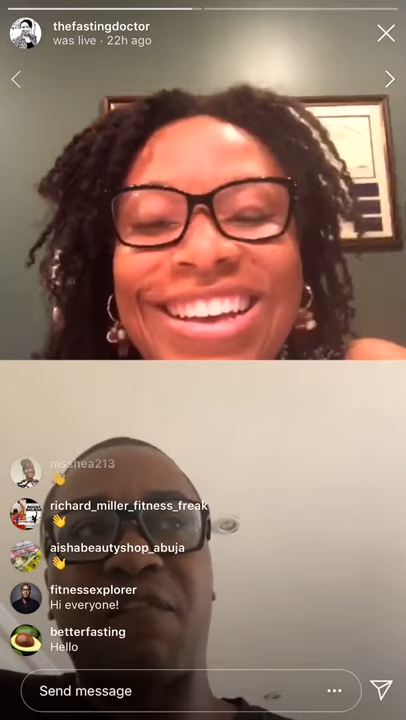 thefastingdoctor
was live · 22h ago
msshea213
richard_miller_fitness_freak
aishabeautyshop_abuja
fitnessexplorer
Hi everyone!
betterfasting
Hello
Send message